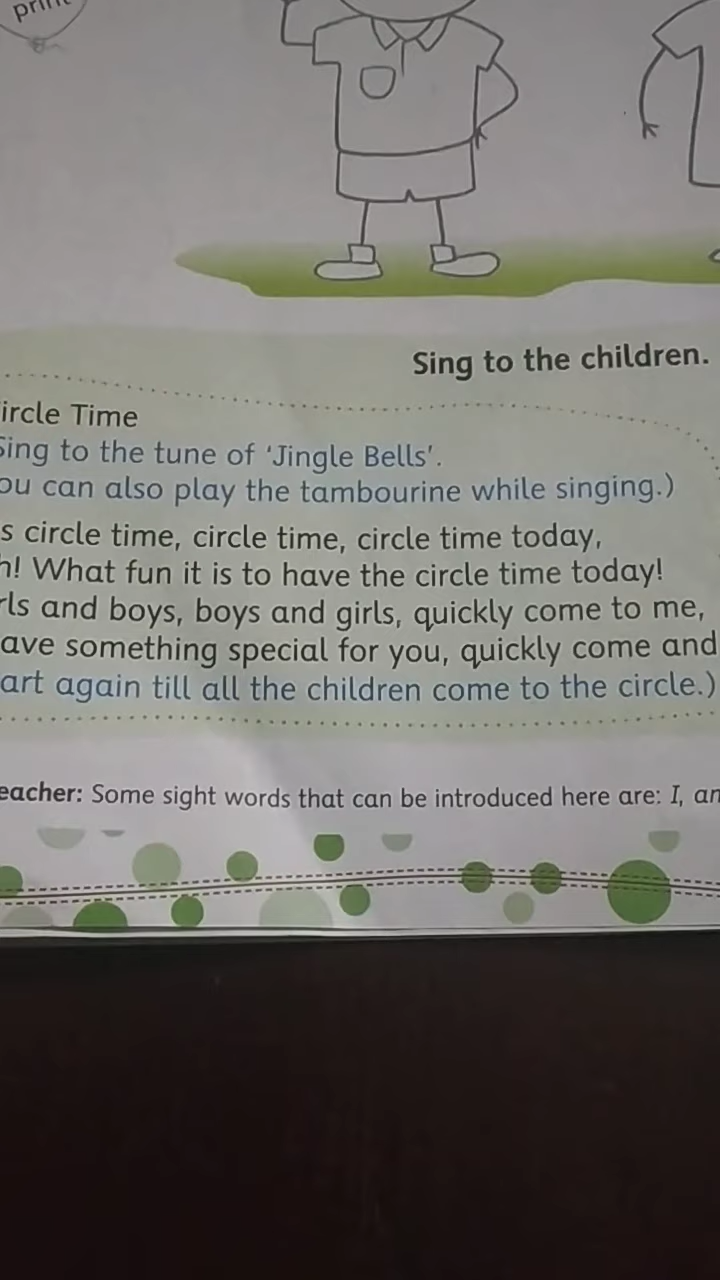 print
Sing to the children.
ircle Time
Sing to the tune of 'Jingle Bells'.
ou can also play the tambourine while singing.)
s circle time, circle time, circle time today,
h! What fun it is to have the circle time today!
rls and boys, boys and girls, quickly come to me,
ave something special for you, quickly come and
art again till all the children come to the circle.)
eacher: Some sight words that can be introduced here are: I, an